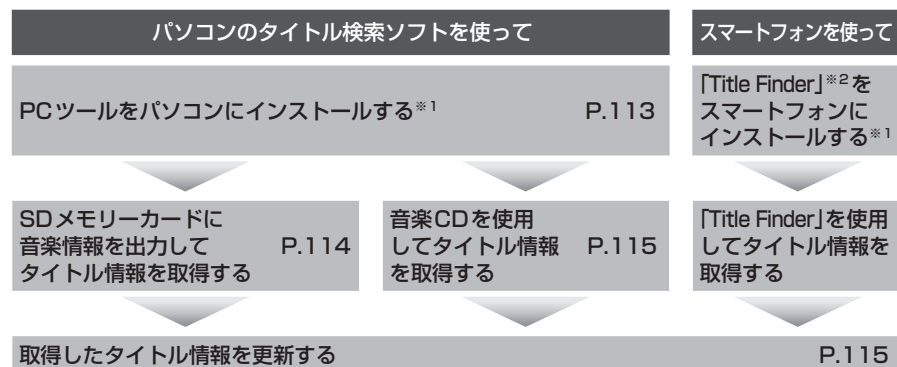 パソコンのタイトル検索ソフトを使って
スマートフォンを使って
PCツールをパソコンにインストールする※1 P.113
「Title Finder」※2を
スマートフォンに
インストールする※1
SDメモリーカードに
音楽情報を出力して P.114
タイトル情報を取得する
音楽CDを使用
してタイトル情報 P.115
を取得する
「Title Finder」を使用
してタイトル情報を
取得する
取得したタイトル情報を更新する P.115